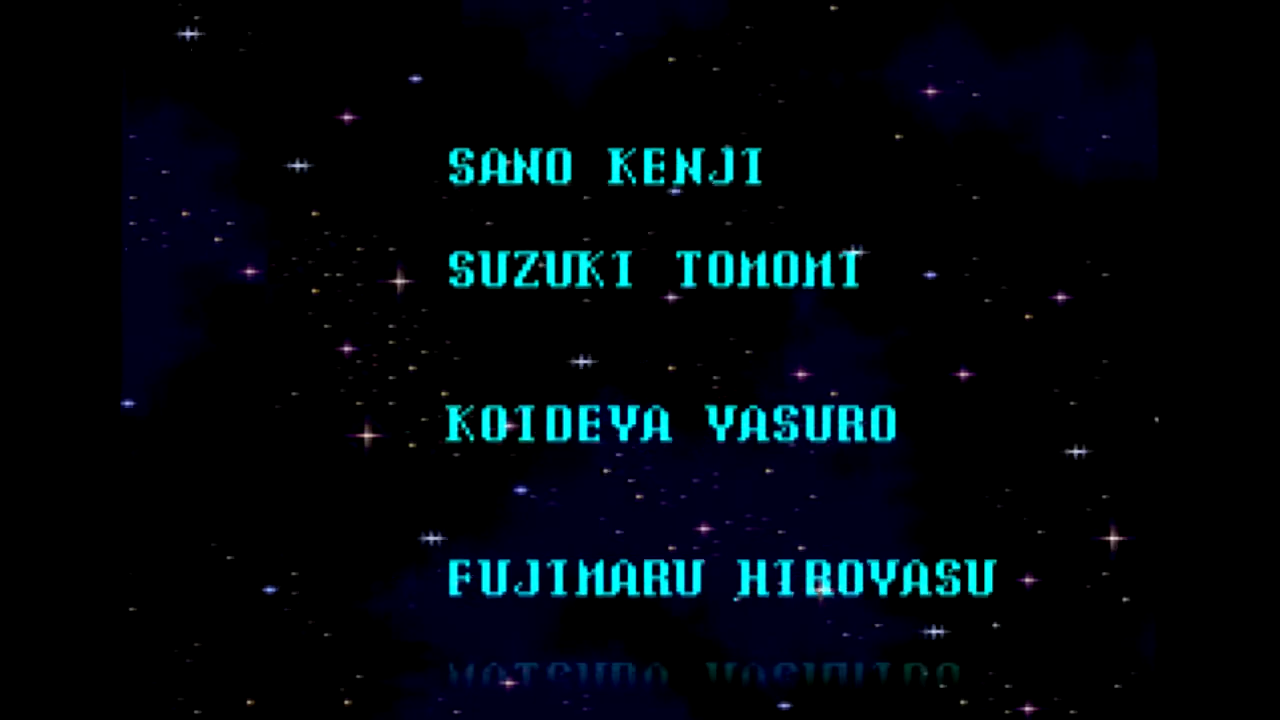 SANO KENJI
SUZUKI TOMOMI
KOIDEYA YASURO
FUJIMARU HIROYASU